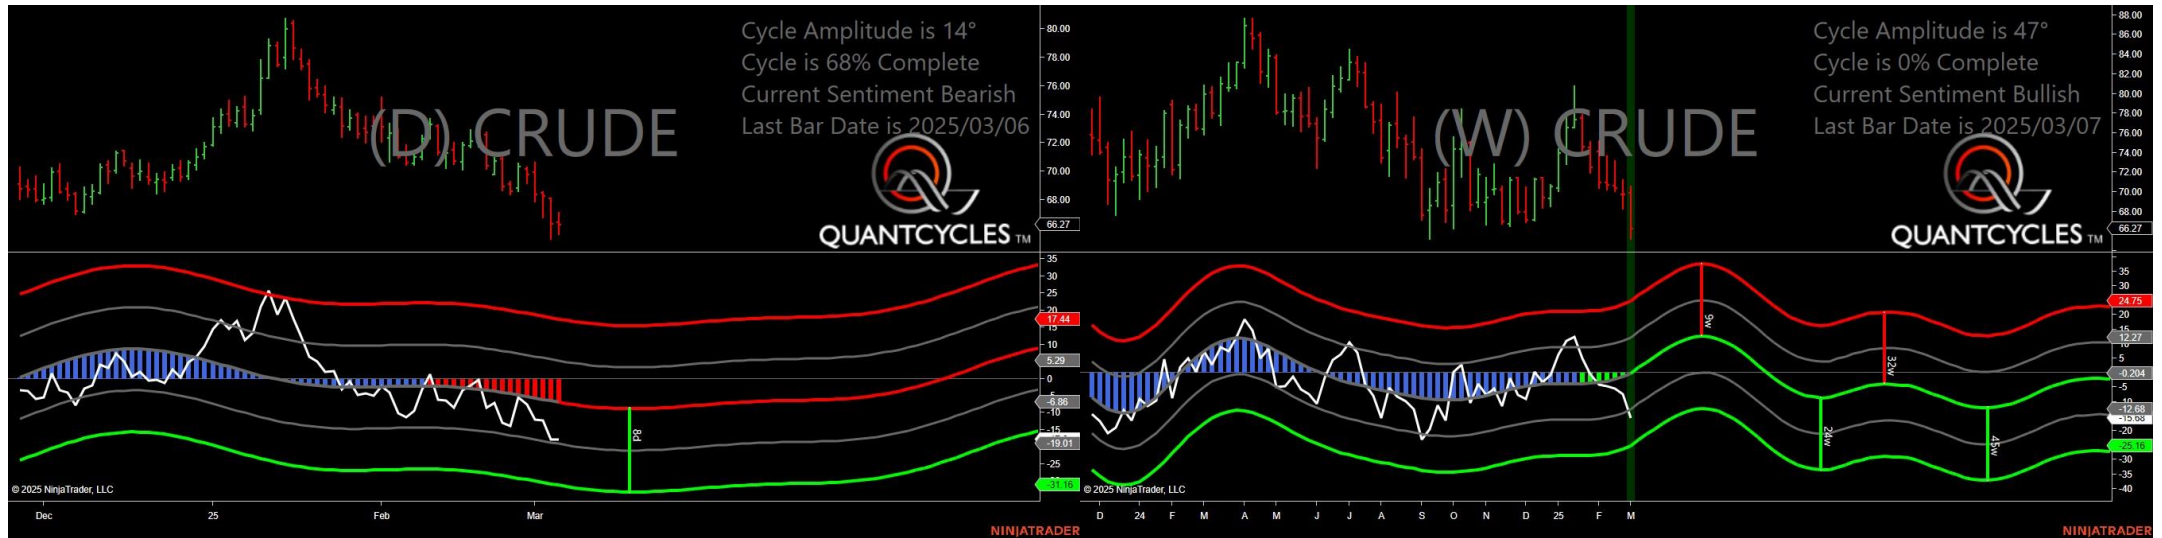 Cycle Amplitude is 14°
Cycle is 68% Complete
Current Sentiment Bearish
Last Bar Date is 2025/03/06
(D) CRUDE
QUANTCYCLES TM
80.00
78.00
76.00
74.00
72.00
70.00
68.00
66.27
35
30
25
20
17.44
15
10
5.29
0
-5
-6.86
-10
-15
-19.01
-25
-31.16
8d
© 2025 NinjaTrader, LLC
Dec
25
Feb
Mar
NINJATRADER
Cycle Amplitude is 47°
Cycle is 0% Complete
Current Sentiment Bullish
Last Bar Date is 2025/03/07
(W) CRUDE
QUANTCYCLES TM
88.00
86.00
84.00
82.00
80.00
78.00
76.00
74.00
72.00
70.00
68.00
66.27
35
24.75
20
15
12.27
5
-0.204
-5
-12.68
-15.68
-20
-25.16
-30
-35
-40
9w
32w
24w
45w
© 2025 NinjaTrader, LLC
D 24 F M A M J J A S O N D 25 F M
NINJATRADER